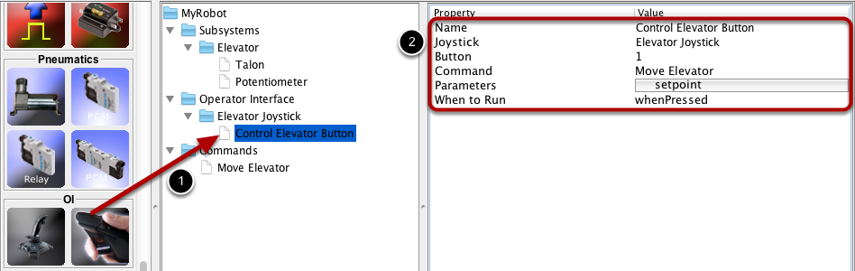 Pneumatics
PCM
Relay
PCM
OI
1
MyRobot
Subsystems
Elevator
Talon
Potentiometer
Operator Interface
Elevator Joystick
Control Elevator Button
Commands
Move Elevator
2
Property Value
Name Control Elevator Button
Joystick Elevator Joystick
Button 1
Command Move Elevator
Parameters setpoint
When to Run whenPressed